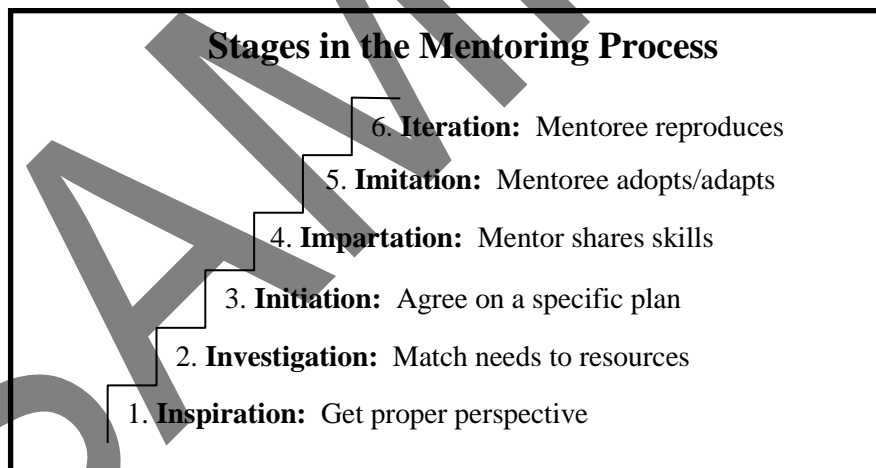 Stages in the Mentoring Process
6. Iteration: Mentoree reproduces
5. Imitation: Mentoree adopts/adapts
4. Impartation: Mentor shares skills
3. Initiation: Agree on a specific plan
2. Investigation: Match needs to resources
1. Inspiration: Get proper perspective